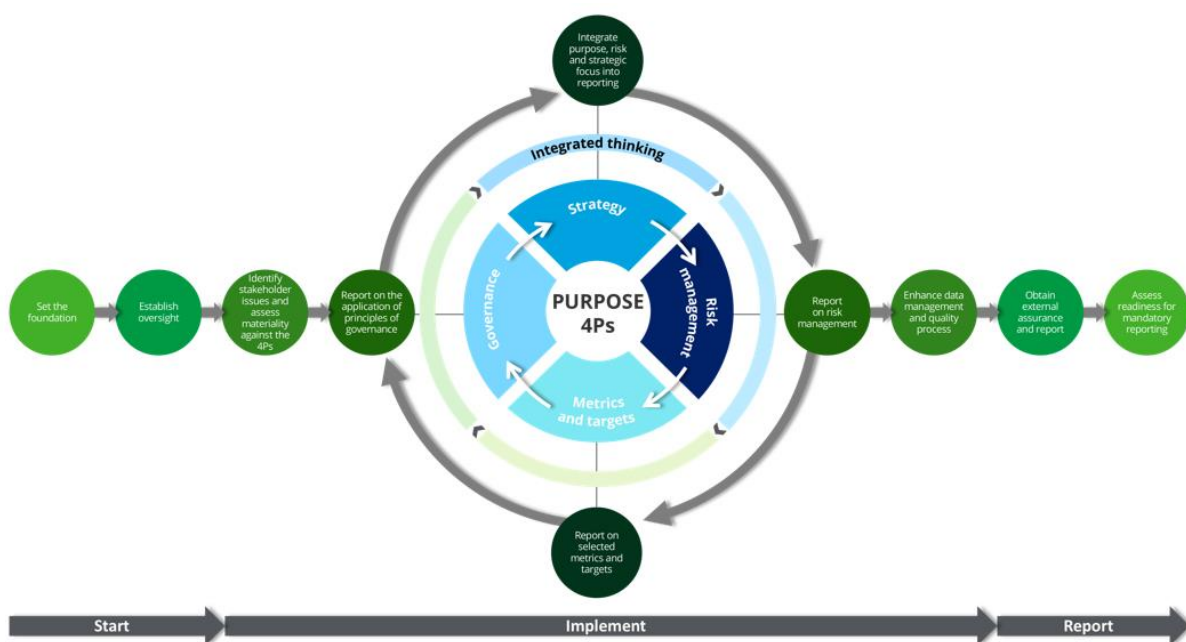 Integrate
purpose, risk
and strategic
focus into
reporting
Integrated thinking
Strategy
Governance
PURPOSE
4Ps
Risk
management
Metrics
and targets
Set the
foundation
Establish
oversight
Identify
stakeholder
issues and
assess
materiality
against the
4Ps
Report on the
application of
principles of
governance
Report
on risk
management
Enhance data
management
and quality
process
Obtain
external
assurance
and report
Assess
readiness for
mandatory
reporting
Report on
selected
metrics and
targets
Start
Implement
Report